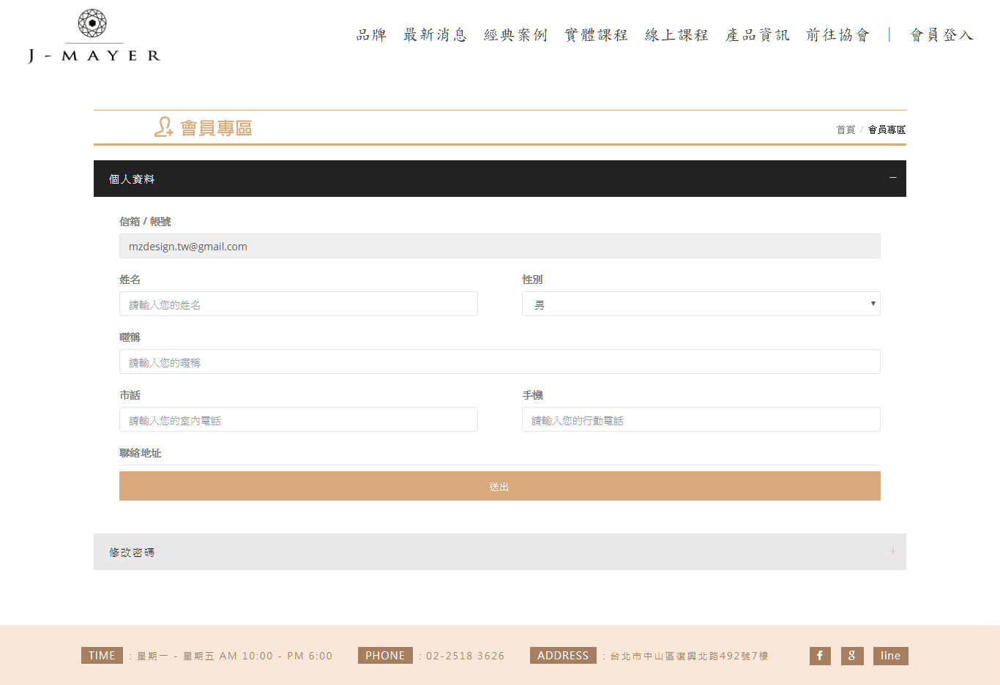 J - MAYER
品牌 最新消息 經典案例 實體課程 線上課程 產品資訊 前往協會 | 會員登入
會員專區
首頁 / 會員專區
個人資料
信箱 / 帳號
mzdesign.tw@gmail.com
姓名 性別
請輸入您的姓名 男
暱稱
請輸入您的暱稱
市話 手機
請輸入您的室內電話 請輸入您的行動電話
聯絡地址
送出
修改密碼
TIME : 星期一 - 星期五 AM 10:00 - PM 6:00 PHONE : 02-2518 3626 ADDRESS : 台北市中山區復興北路492號7樓 line